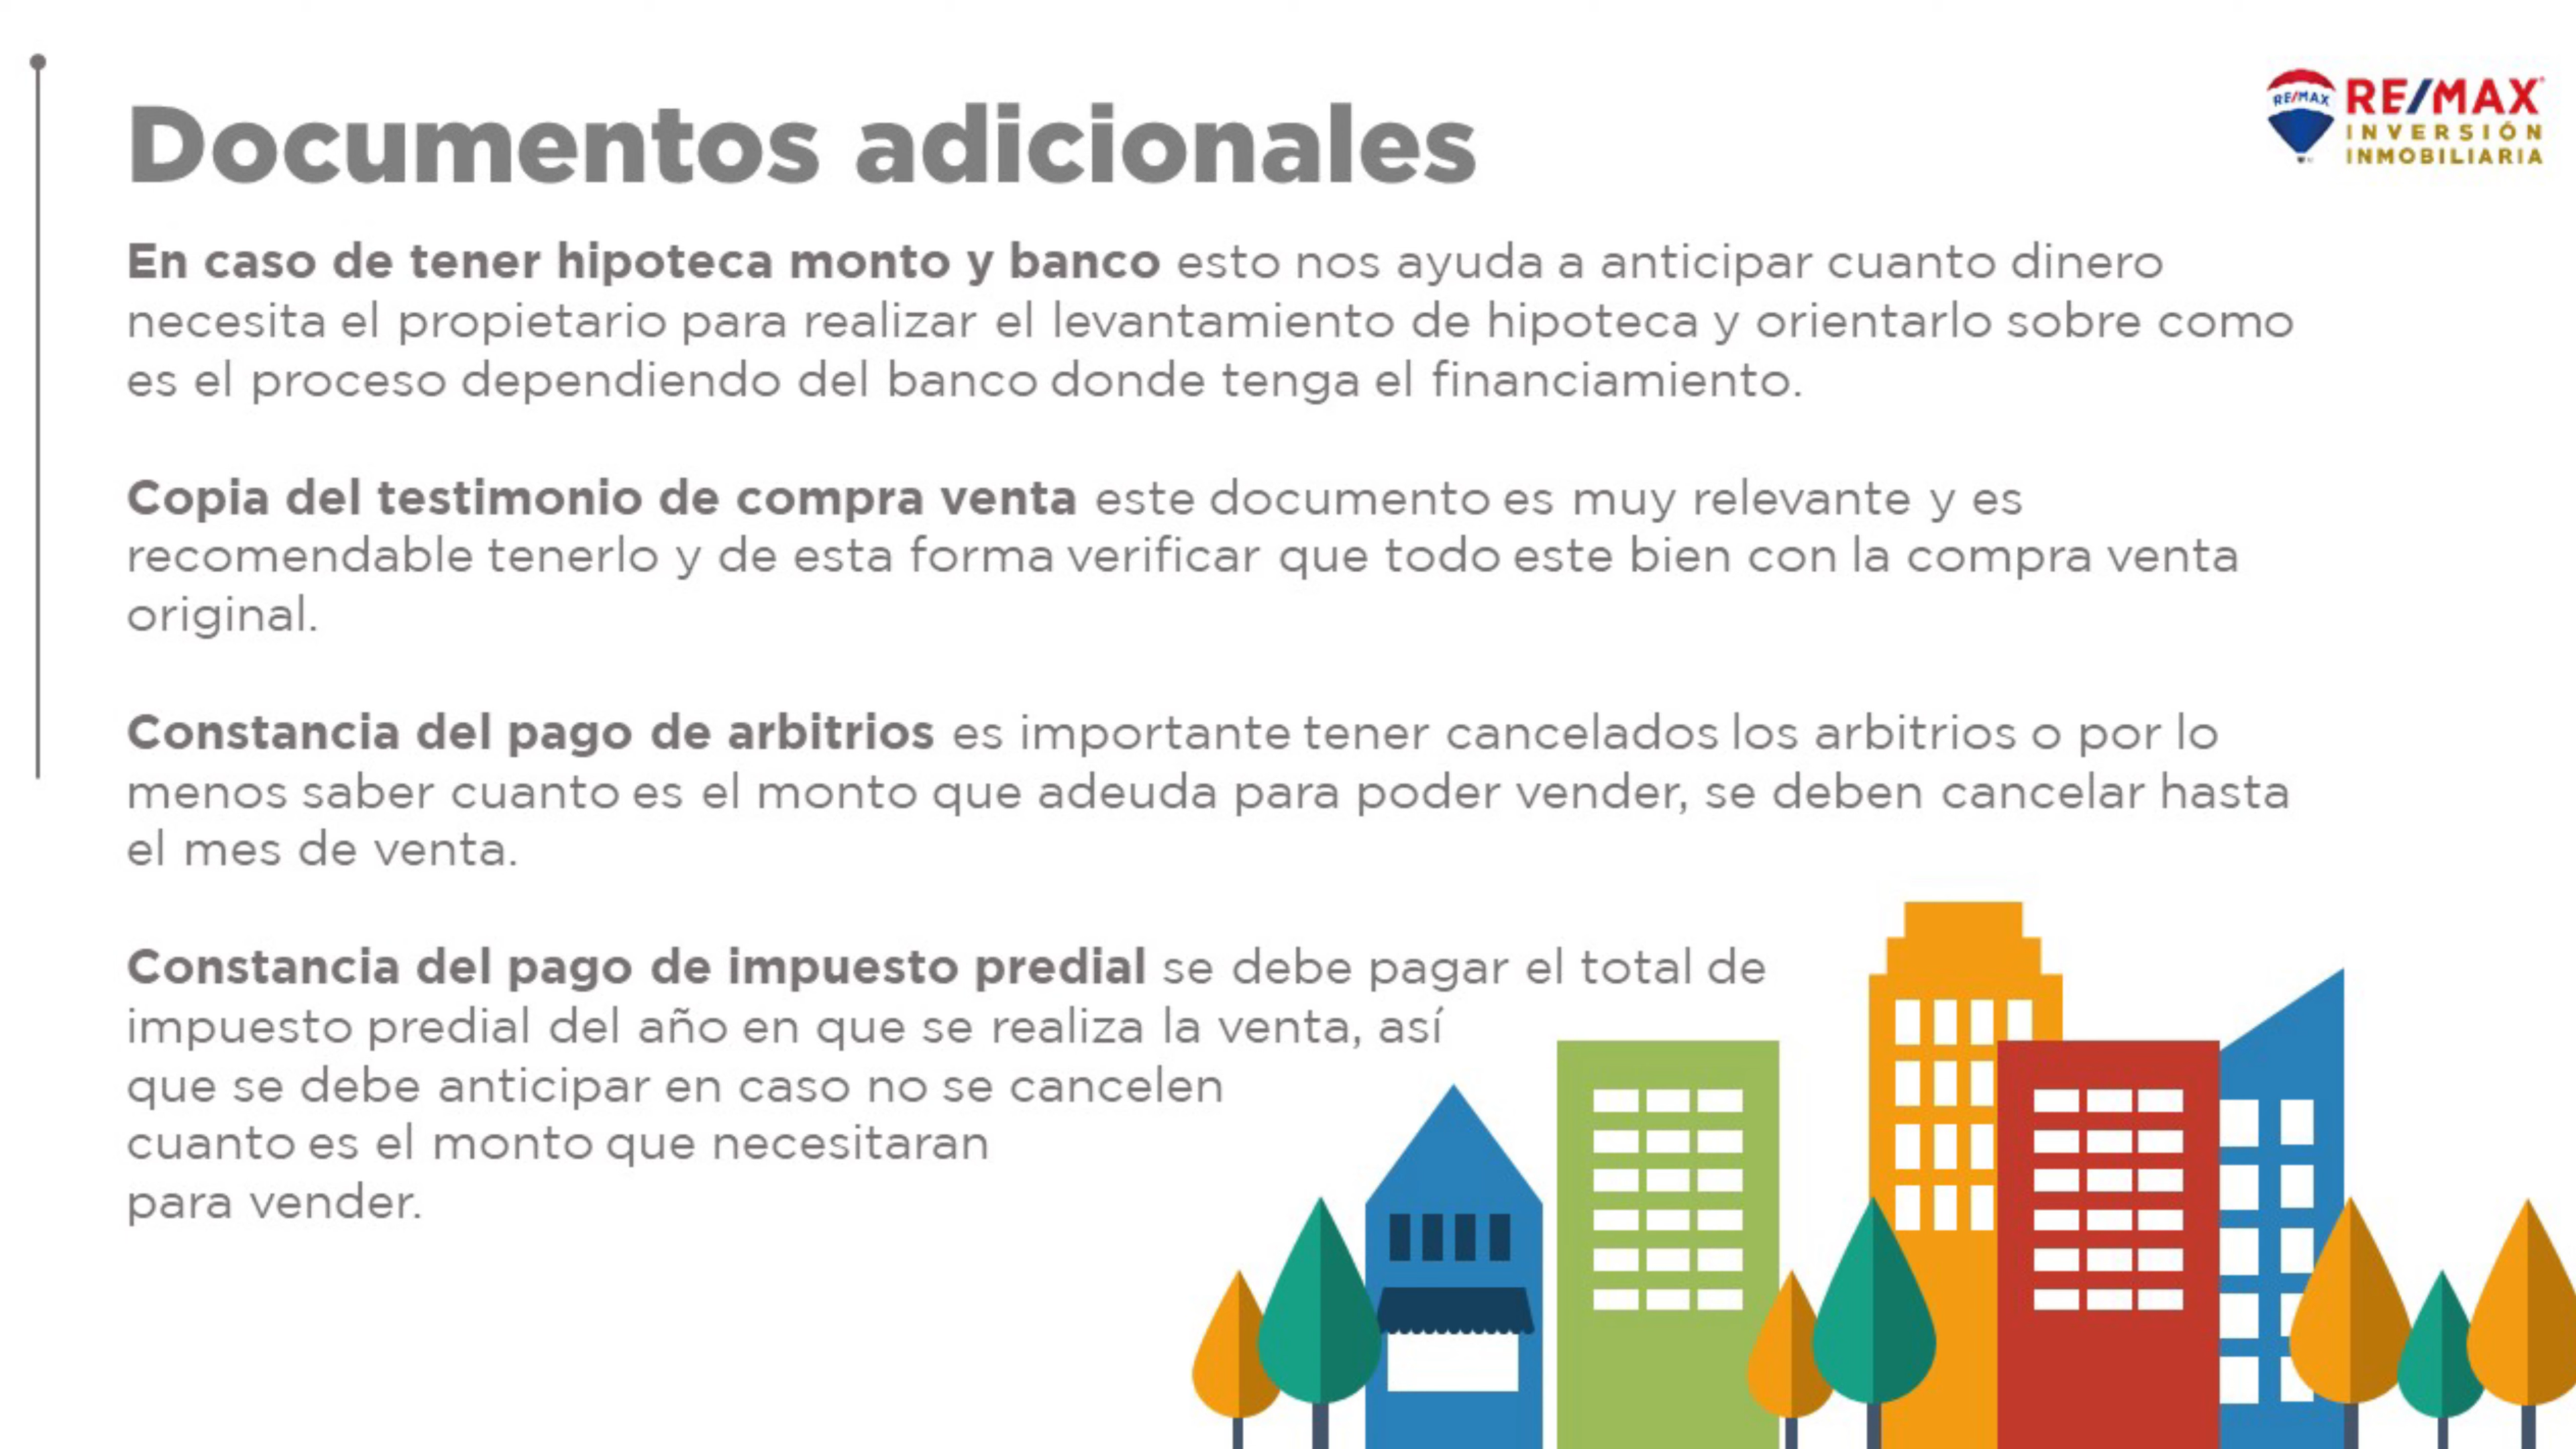 Documentos adicionales
RE/MAX
RE/MAX
INVERSIÓN
INMOBILIARIA
En caso de tener hipoteca monto y banco esto nos ayuda a anticipar cuanto dinero
necesita el propietario para realizar el levantamiento de hipoteca y orientarlo sobre como
es el proceso dependiendo del banco donde tenga el financiamiento.
Copia del testimonio de compra venta este documento es muy relevante y es
recomendable tenerlo y de esta forma verificar que todo este bien con la compra venta
original.
Constancia del pago de arbitrios es importante tener cancelados los arbitrios o por lo
menos saber cuanto es el monto que adeuda para poder vender, se deben cancelar hasta
el mes de venta.
Constancia del pago de impuesto predial se debe pagar el total de
impuesto predial del año en que se realiza la venta, así
que se debe anticipar en caso no se cancelen
cuanto es el monto que necesitaran
para vender.